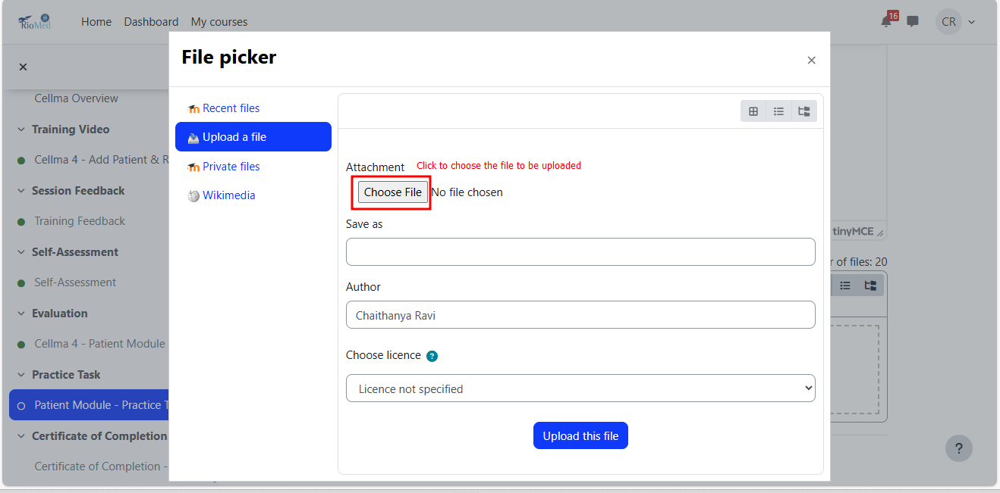 RioMed
Home Dashboard My courses
16
CR
File picker
Cellma Overview
Training Video
Cellma 4 - Add Patient & R
Session Feedback
Training Feedback
Self-Assessment
Self-Assessment
Evaluation
Cellma 4 - Patient Module
Practice Task
Patient Module - Practice T
Certificate of Completion
Certificate of Completion -
Recent files
Upload a file
Private files
Wikimedia
Attachment Click to choose the file to be uploaded
Choose File No file chosen
Save as
Author
Chaithanya Ravi
Choose licence ?
Licence not specified
Upload this file
tinyMCE
r of files: 20
?